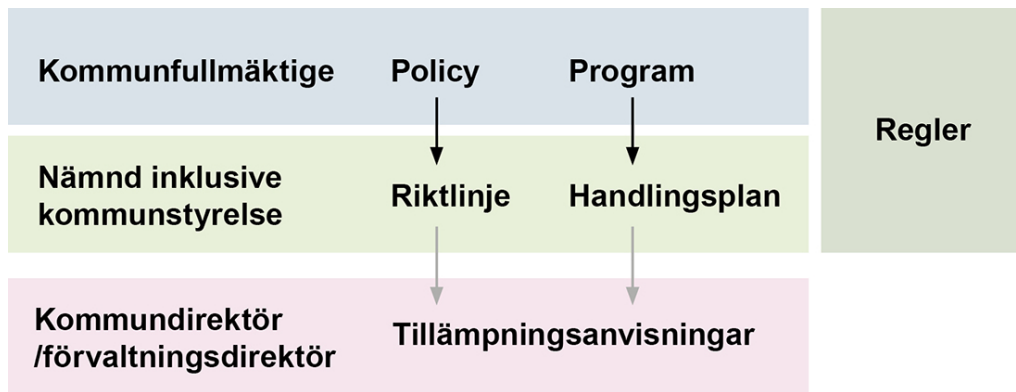 Kommunfullmäktige Policy Program
Regler
Nämnd inklusive
kommunstyrelse
Riktlinje Handlingsplan
Kommundirektör
/förvaltningsdirektör
Tillämpningsanvisningar